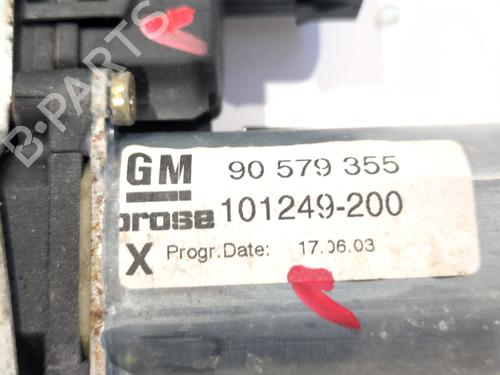 B-PARTS
GM 90 579 355
brose 101249-200
X Progr.Date: 17.06.03